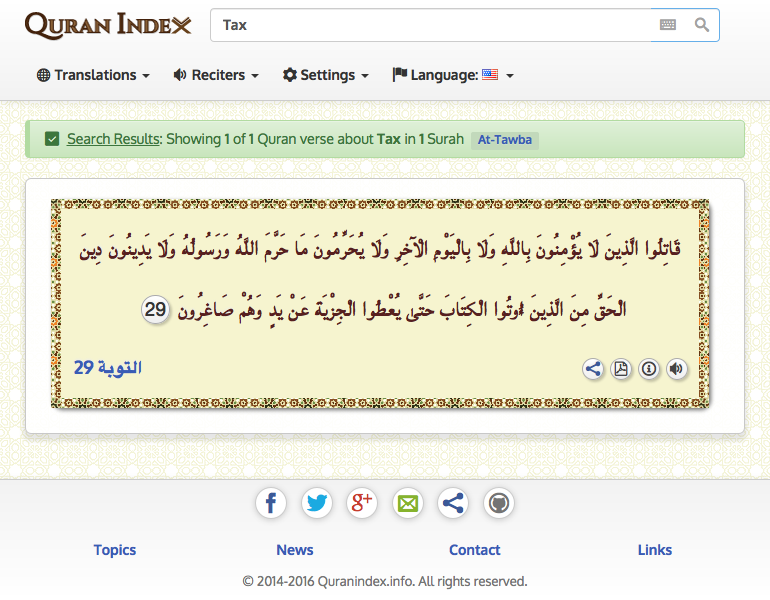 QURAN INDEX
Tax
Translations
Reciters
Settings
Language:
Search Results: Showing 1 of 1 Quran verse about Tax in 1 Surah At-Tawba
قَاتِلُوا الَّذِينَ لَا يُؤْمِنُونَ بِاللَّهِ وَلَا بِالْيَوْمِ الْآخِرِ وَلَا يُحَرِّمُونَ مَا حَرَّمَ اللَّهُ وَرَسُولُهُ وَلَا يَدِينُونَ دِينَ
الْحَقِّ مِنَ الَّذِينَ أُوتُوا الْكِتَابَ حَتَّىٰ يُعْطُوا الْجِزْيَةَ عَنْ يَدٍ وَهُمْ صَاغِرُونَ 29
التوبة 29
Topics
News
Contact
Links
© 2014-2016 Quranindex.info. All rights reserved.